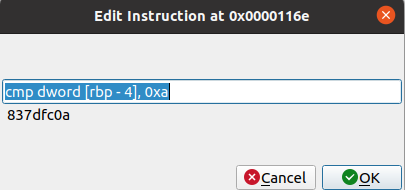 Edit Instruction at 0x0000116e
cmp dword [rbp - 4], 0xa
837dfc0a
Cancel
OK